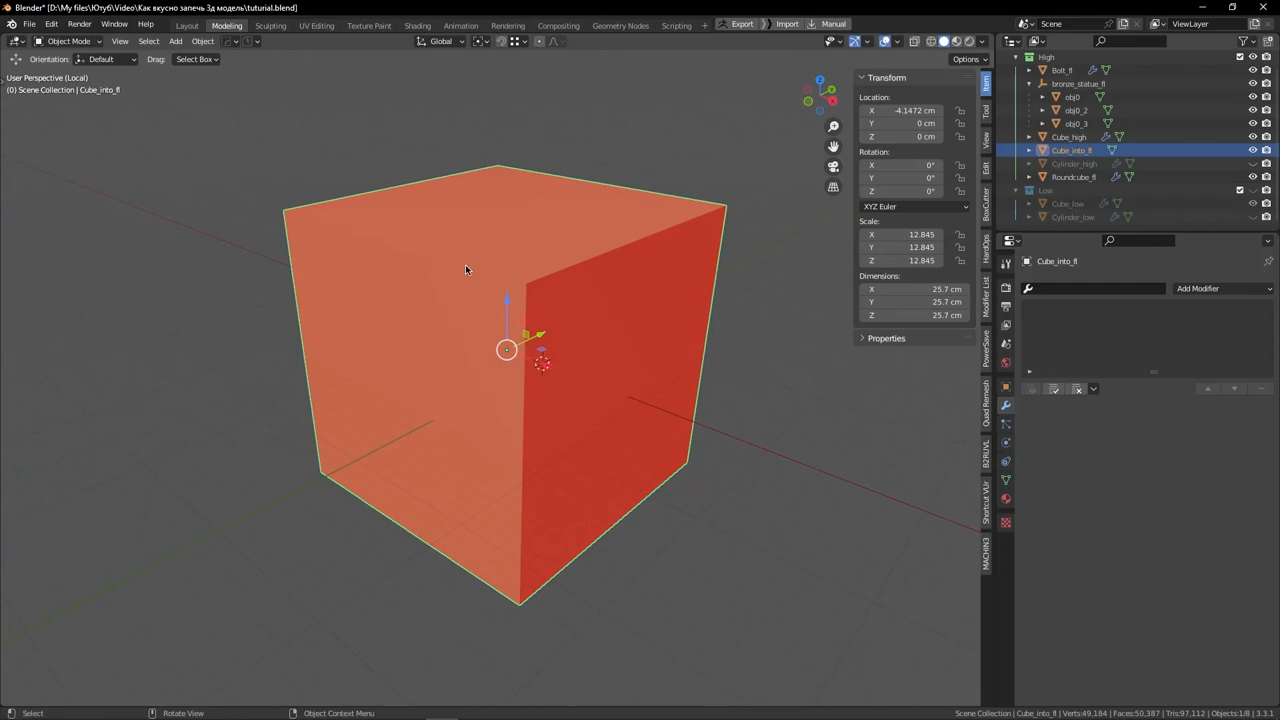 Blender* [D:\My files\Ютуб\Video\Как вкусно запечь 3д модель\tuturial.blend]
File Edit Render Window Help Layout Modeling Sculpting UV Editing Texture Paint Shading Animation Rendering Compositing Geometry Nodes Scripting + Export Import Manual Scene ViewLayer
Object Mode View Select Add Object Global
Orientation: Default Drag: Select Box Options
User Perspective (Local)
(0) Scene Collection | Cube_into_fl
Transform
Location:
X -4.1472 cm
Y 0 cm
Z 0 cm
Rotation:
X 0°
Y 0°
Z 0°
XYZ Euler
Scale:
X 12.845
Y 12.845
Z 12.845
Dimensions:
X 25.7 cm
Y 25.7 cm
Z 25.7 cm
Properties
Item
Tool
View
Edit
BoxCutter
HardOps
Modifier List
PowerSave
Quad Remesh
B2RUVL
Shortcut VUr
MACHIN3
High
Bolt_fl
bronze_statue_fl
obj0
obj0_2
obj0_3
Cube_high
Cube_into_fl
Cylinder_high
Roundcube_fl
Low
Cube_low
Cylinder_low
Cube_into_fl
Add Modifier
Select Rotate View Object Context Menu Scene Collection | Cube_into_fl | Verts:49,184 | Faces:50,387 | Tris:97,112 | Objects:1/8 | 3.3.1